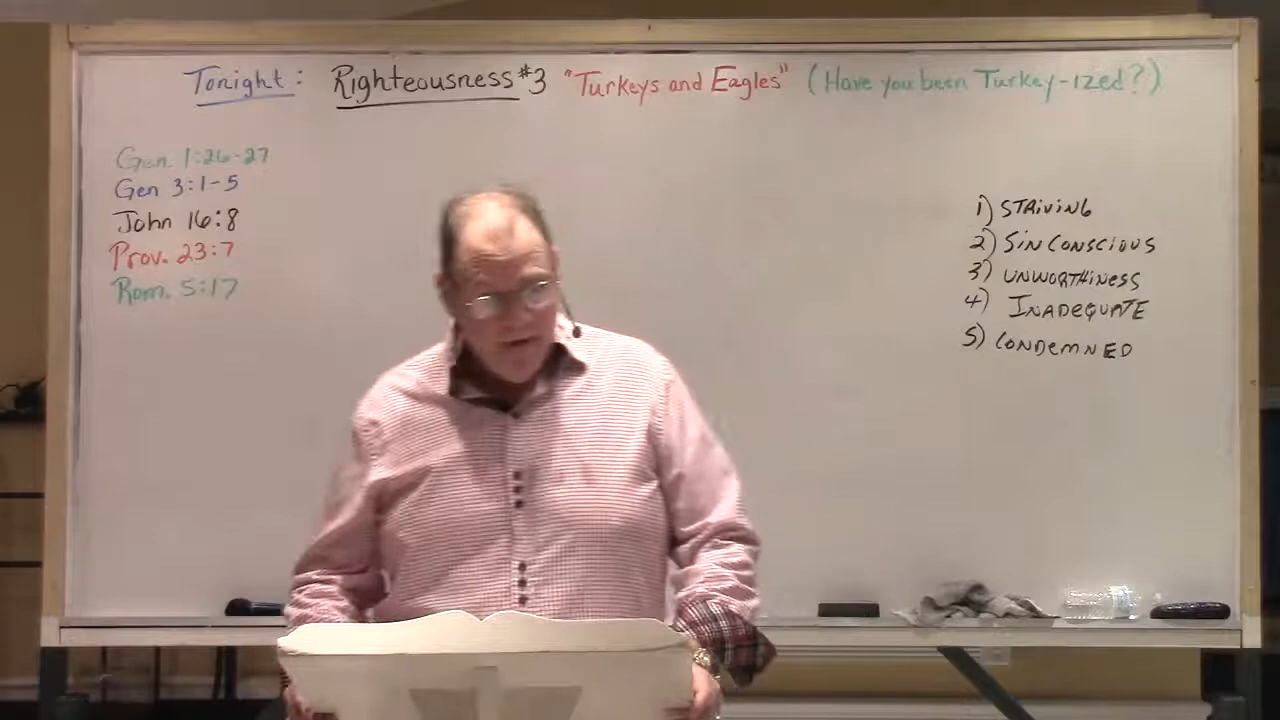 Tonight: Righteousness #3 "Turkeys and Eagles" (Have you been Turkey-ized?)
Gen. 1:26-27
Gen 3:1-5
John 16:8
Prov. 23:7
Rom. 5:17
1) STRIVING
2) SIN CONSCIOUS
3) UNWORTHINESS
4) INADEQUATE
5) CONDEMNED